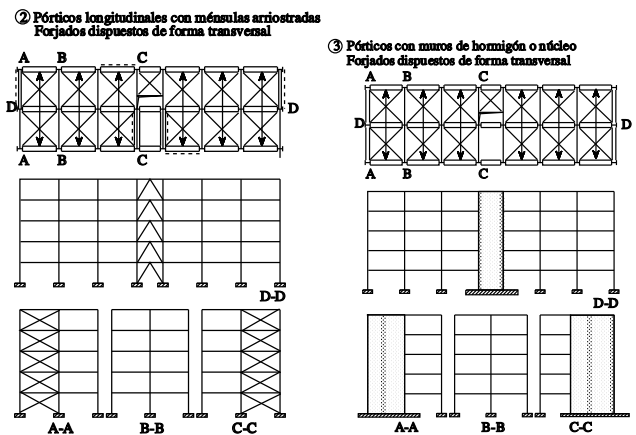 ② Pórticos longitudinales con ménsulas arriostradas
Forjados dispuestos de forma transversal
A B C
D D
A B C
D-D
A-A B-B C-C
③ Pórticos con muros de hormigón o núcleo
Forjados dispuestos de forma transversal
A B C
D D
A B C
D-D
A-A B-B C-C